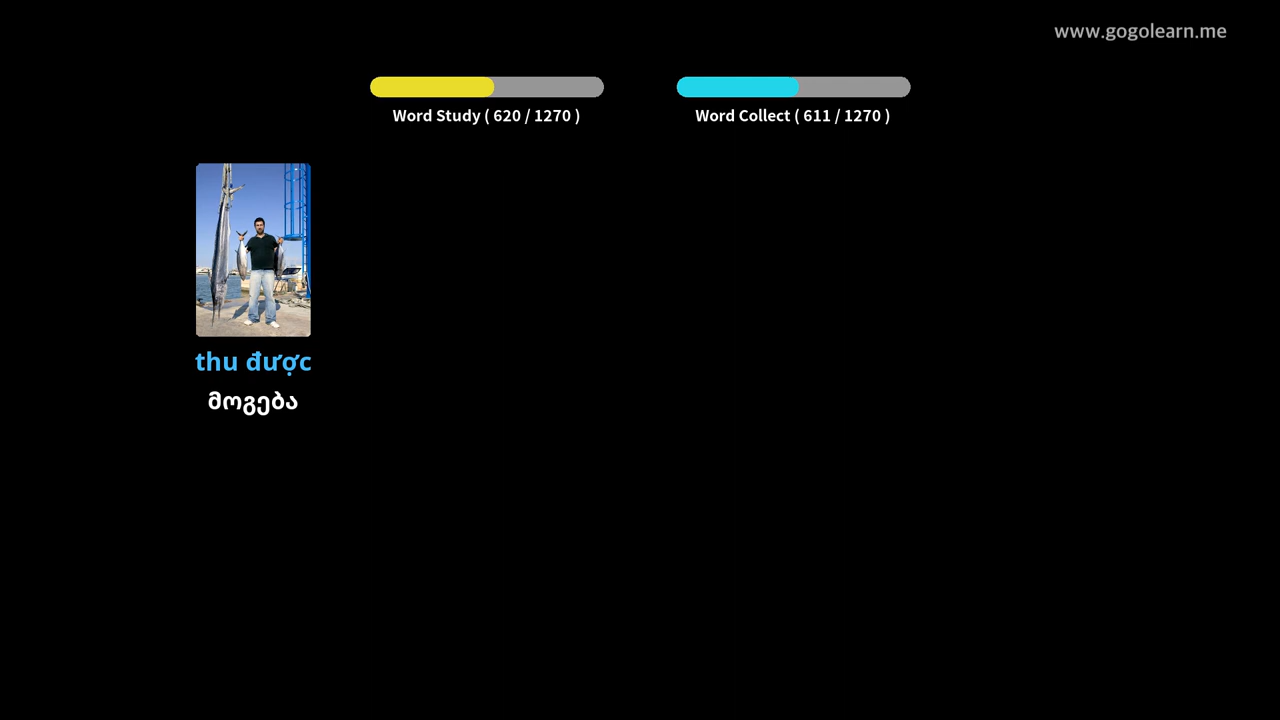 www.gogolearn.me
Word Study ( 620 / 1270 )
Word Collect ( 611 / 1270 )
thu được
მოგება